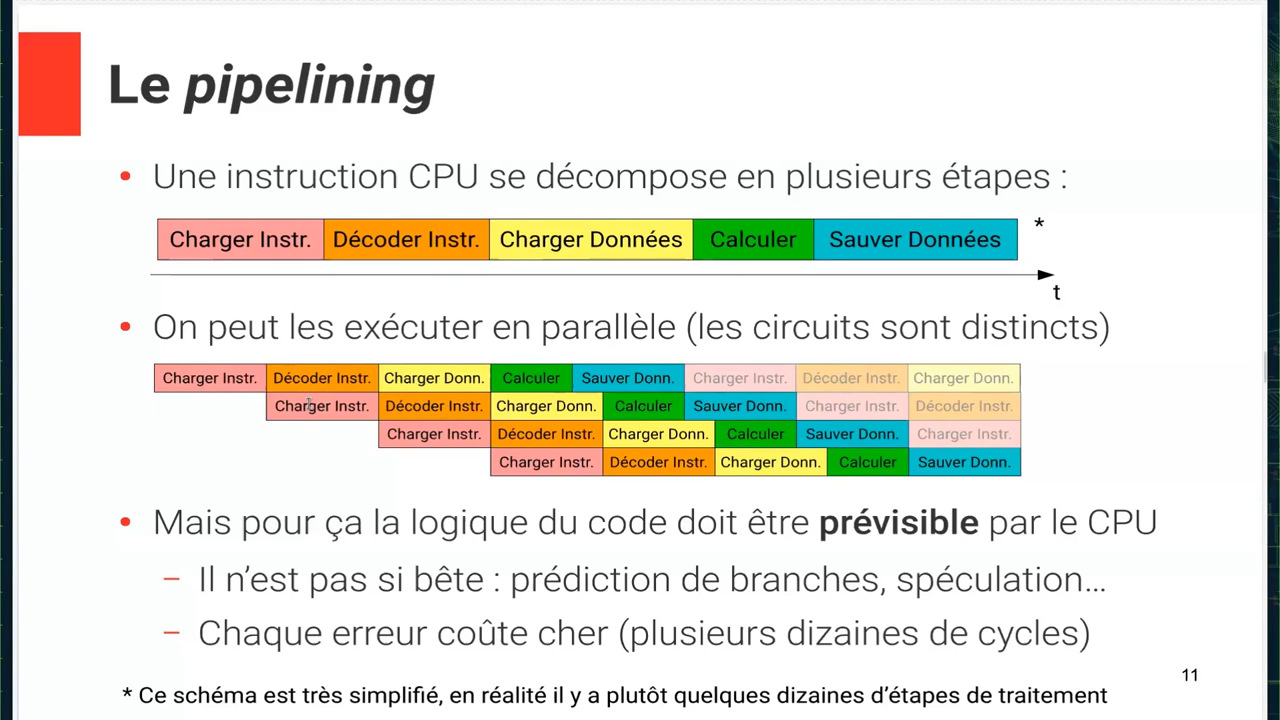 Le pipelining
• Une instruction CPU se décompose en plusieurs étapes :
Charger Instr. Décoder Instr. Charger Données Calculer Sauver Données *
t
• On peut les exécuter en parallèle (les circuits sont distincts)
Charger Instr. Décoder Instr. Charger Donn. Calculer Sauver Donn. Charger Instr. Décoder Instr. Charger Donn.
Charger Instr. Décoder Instr. Charger Donn. Calculer Sauver Donn. Charger Instr. Décoder Instr.
Charger Instr. Décoder Instr. Charger Donn. Calculer Sauver Donn. Charger Instr.
Charger Instr. Décoder Instr. Charger Donn. Calculer Sauver Donn.
• Mais pour ça la logique du code doit être prévisible par le CPU
– Il n’est pas si bête : prédiction de branches, spéculation…
– Chaque erreur coûte cher (plusieurs dizaines de cycles)
11
* Ce schéma est très simplifié, en réalité il y a plutôt quelques dizaines d’étapes de traitement